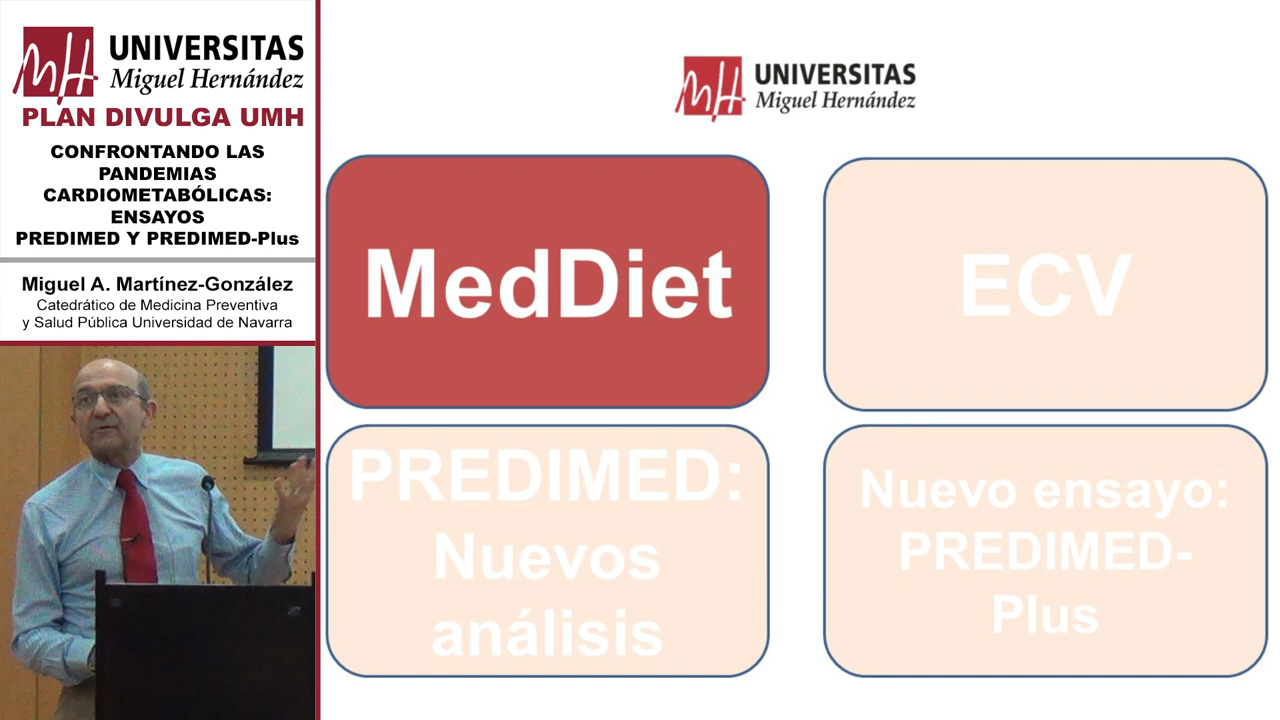 UNIVERSITAS
Miguel Hernández
PLAN DIVULGA UMH
CONFRONTANDO LAS
PANDEMIAS
CARDIOMETABÓLICAS:
ENSAYOS
PREDIMED Y PREDIMED-Plus
Miguel A. Martínez-González
Catedrático de Medicina Preventiva
y Salud Pública Universidad de Navarra
UNIVERSITAS
Miguel Hernández
MedDiet
ECV
PREDIMED:
Nuevos
análisis
Nuevo ensayo:
PREDIMED-
Plus